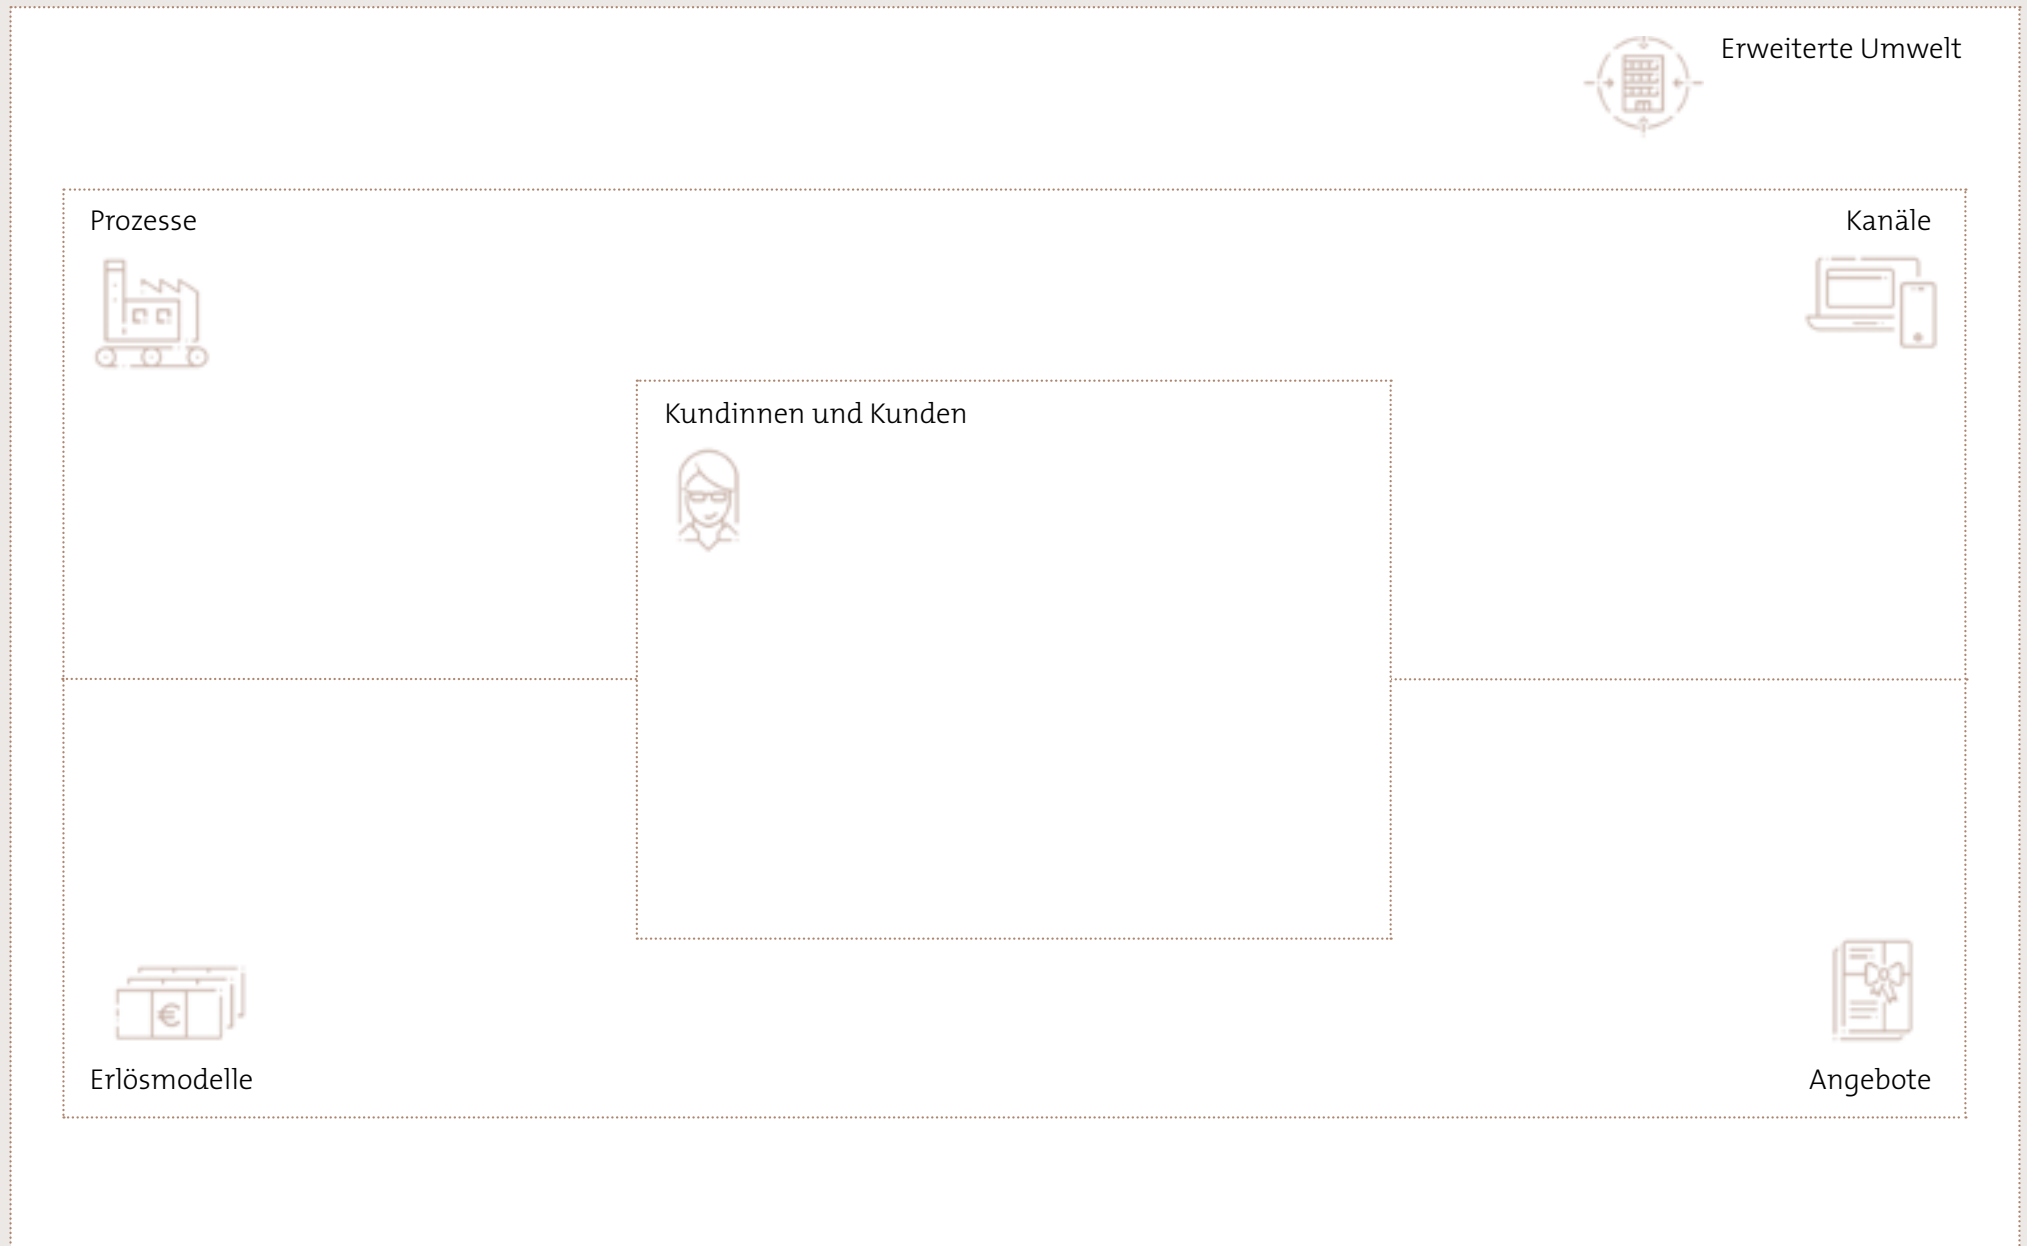 Erweiterte Umwelt
Prozesse
Kanäle
Kundinnen und Kunden
€
Erlösmodelle
Angebote